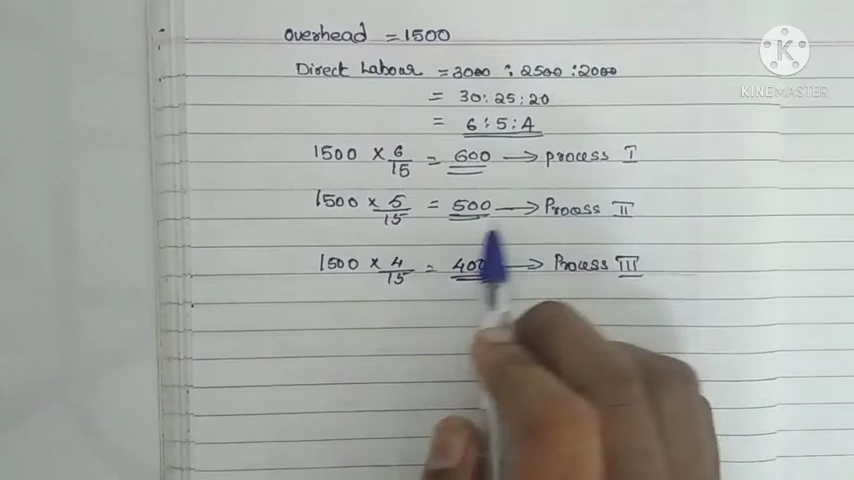 Overhead = 1500
Direct Labour = 3000 : 2500 : 2000
= 30 : 25 : 20
= 6 : 5 : 4
1500 × 6/15 = 600 → process I
1500 × 5/15 = 500 → Process II
1500 × 4/15 = 400 → Process III
K
KINEMASTER